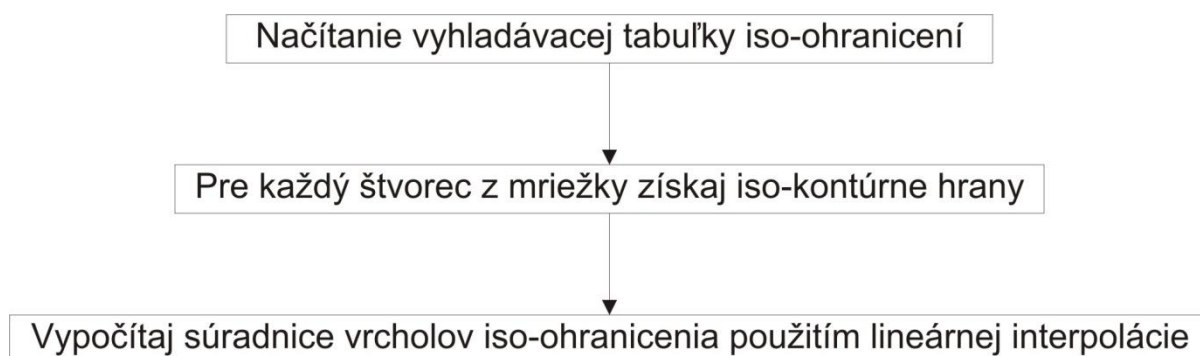 Načítanie vyhladávacej tabuľky iso-ohranicení
Pre každý štvorec z mriežky získaj iso-kontúrne hrany
Vypočítaj súradnice vrcholov iso-ohranicenia použitím lineárnej interpolácie